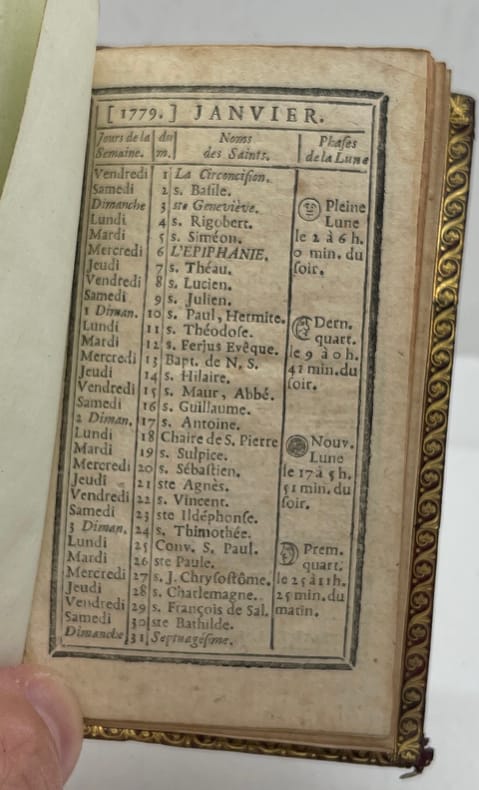 [ 1779. ] JANVIER.
Jours de la Semaine. | du m. | Noms des Saints. | Phases de la Lune
Vendredi 1 La Circonciſion.
Samedi 2 s. Baſile.
Dimanche 3 ste Geneviève.
Lundi 4 s. Rigobert.
Mardi 5 s. Siméon.
Mercredi 6 L'EPIPHANIE.
Jeudi 7 s. Théau.
Vendredi 8 s. Lucien.
Samedi 9 s. Julien.
1 Diman. 10 s. Paul, Hermite.
Lundi 11 s. Théodoſe.
Mardi 12 s. Ferjus Evêque.
Mercredi 13 Bapt. de N. S.
Jeudi 14 s. Hilaire.
Vendredi 15 s. Maur, Abbé.
Samedi 16 s. Guillaume.
2 Diman. 17 s. Antoine.
Lundi 18 Chaire de S. Pierre
Mardi 19 s. Sulpice.
Mercredi 20 s. Sébaſtien.
Jeudi 21 ste Agnès.
Vendredi 22 s. Vincent.
Samedi 23 ste Ildéphonſe.
3 Diman. 24 s. Thimothée.
Lundi 25 Conv. S. Paul.
Mardi 26 ste Paule.
Mercredi 27 s. J. Chryſoſtôme.
Jeudi 28 s. Charlemagne.
Vendredi 29 s. François de Sal.
Samedi 30 ste Bathilde.
Dimanche 31 Septuagéſime.
Pleine
Lune
le 2 à 6 h.
0 min. du
ſoir.
Dern.
quart.
le 9 à 0 h.
41 min. du
ſoir.
Nouv.
Lune
le 17 à 5 h.
51 min. du
ſoir.
Prem.
quart.
le 25 à 11 h.
25 min. du
matin.